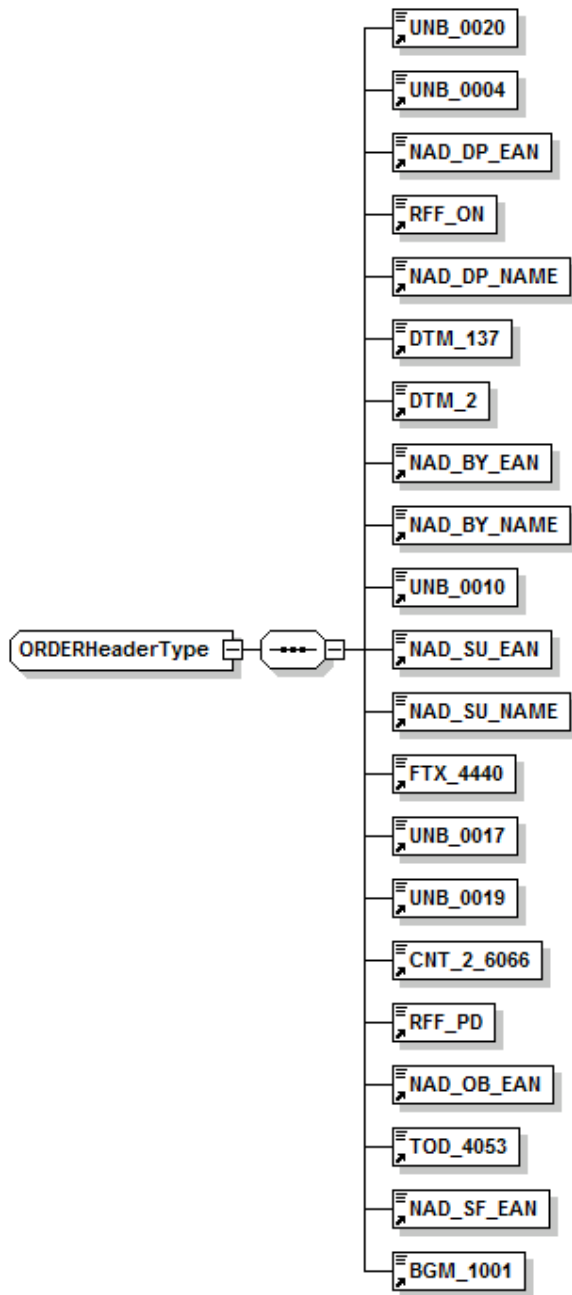 UNB_0020
UNB_0004
NAD_DP_EAN
RFF_ON
NAD_DP_NAME
DTM_137
DTM_2
NAD_BY_EAN
NAD_BY_NAME
UNB_0010
ORDERHeaderType
NAD_SU_EAN
NAD_SU_NAME
FTX_4440
UNB_0017
UNB_0019
CNT_2_6066
RFF_PD
NAD_OB_EAN
TOD_4053
NAD_SF_EAN
BGM_1001